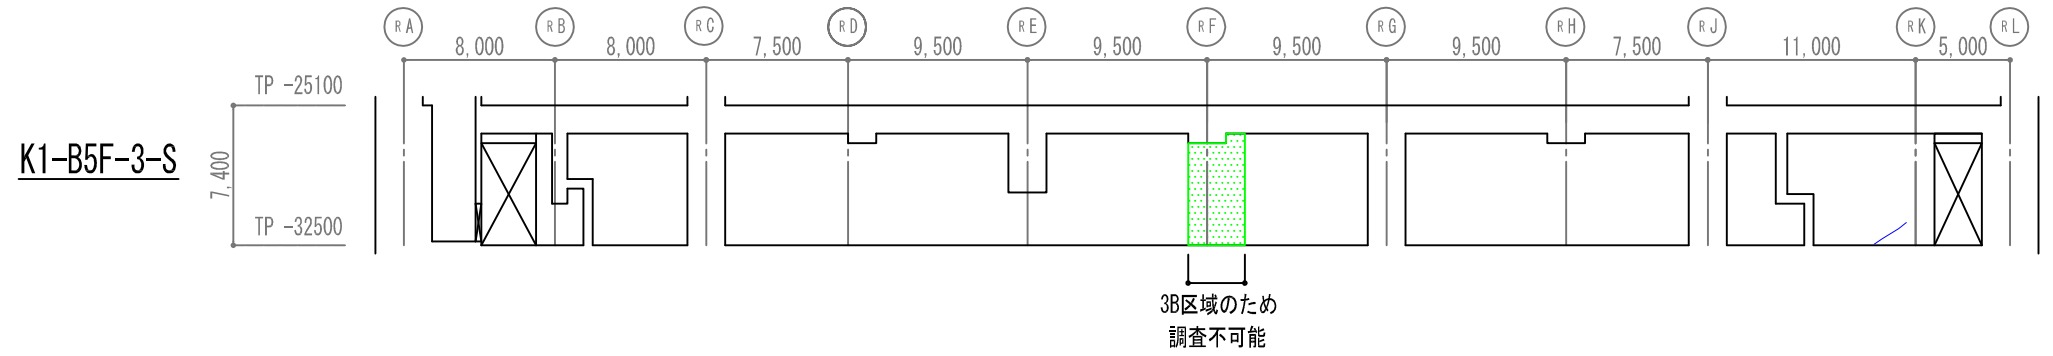 RA RB RC RD RE RF RG RH RJ RK RL
8,000 8,000 7,500 9,500 9,500 9,500 9,500 7,500 11,000 5,000
TP -25100
K1-B5F-3-S
7,400
TP -32500
3B区域のため
調査不可能